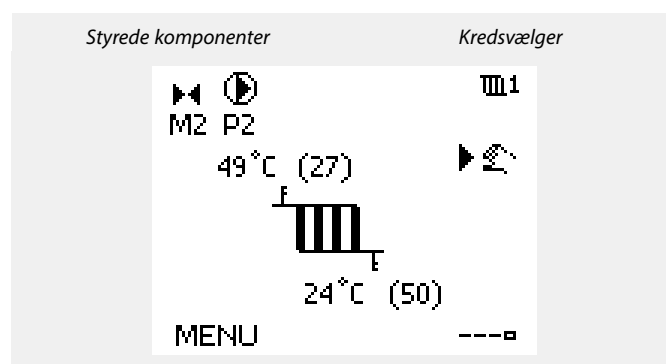 Styrede komponenter Kredsvælger
1
M2 P2
49°C (27)
24°C (50)
MENU